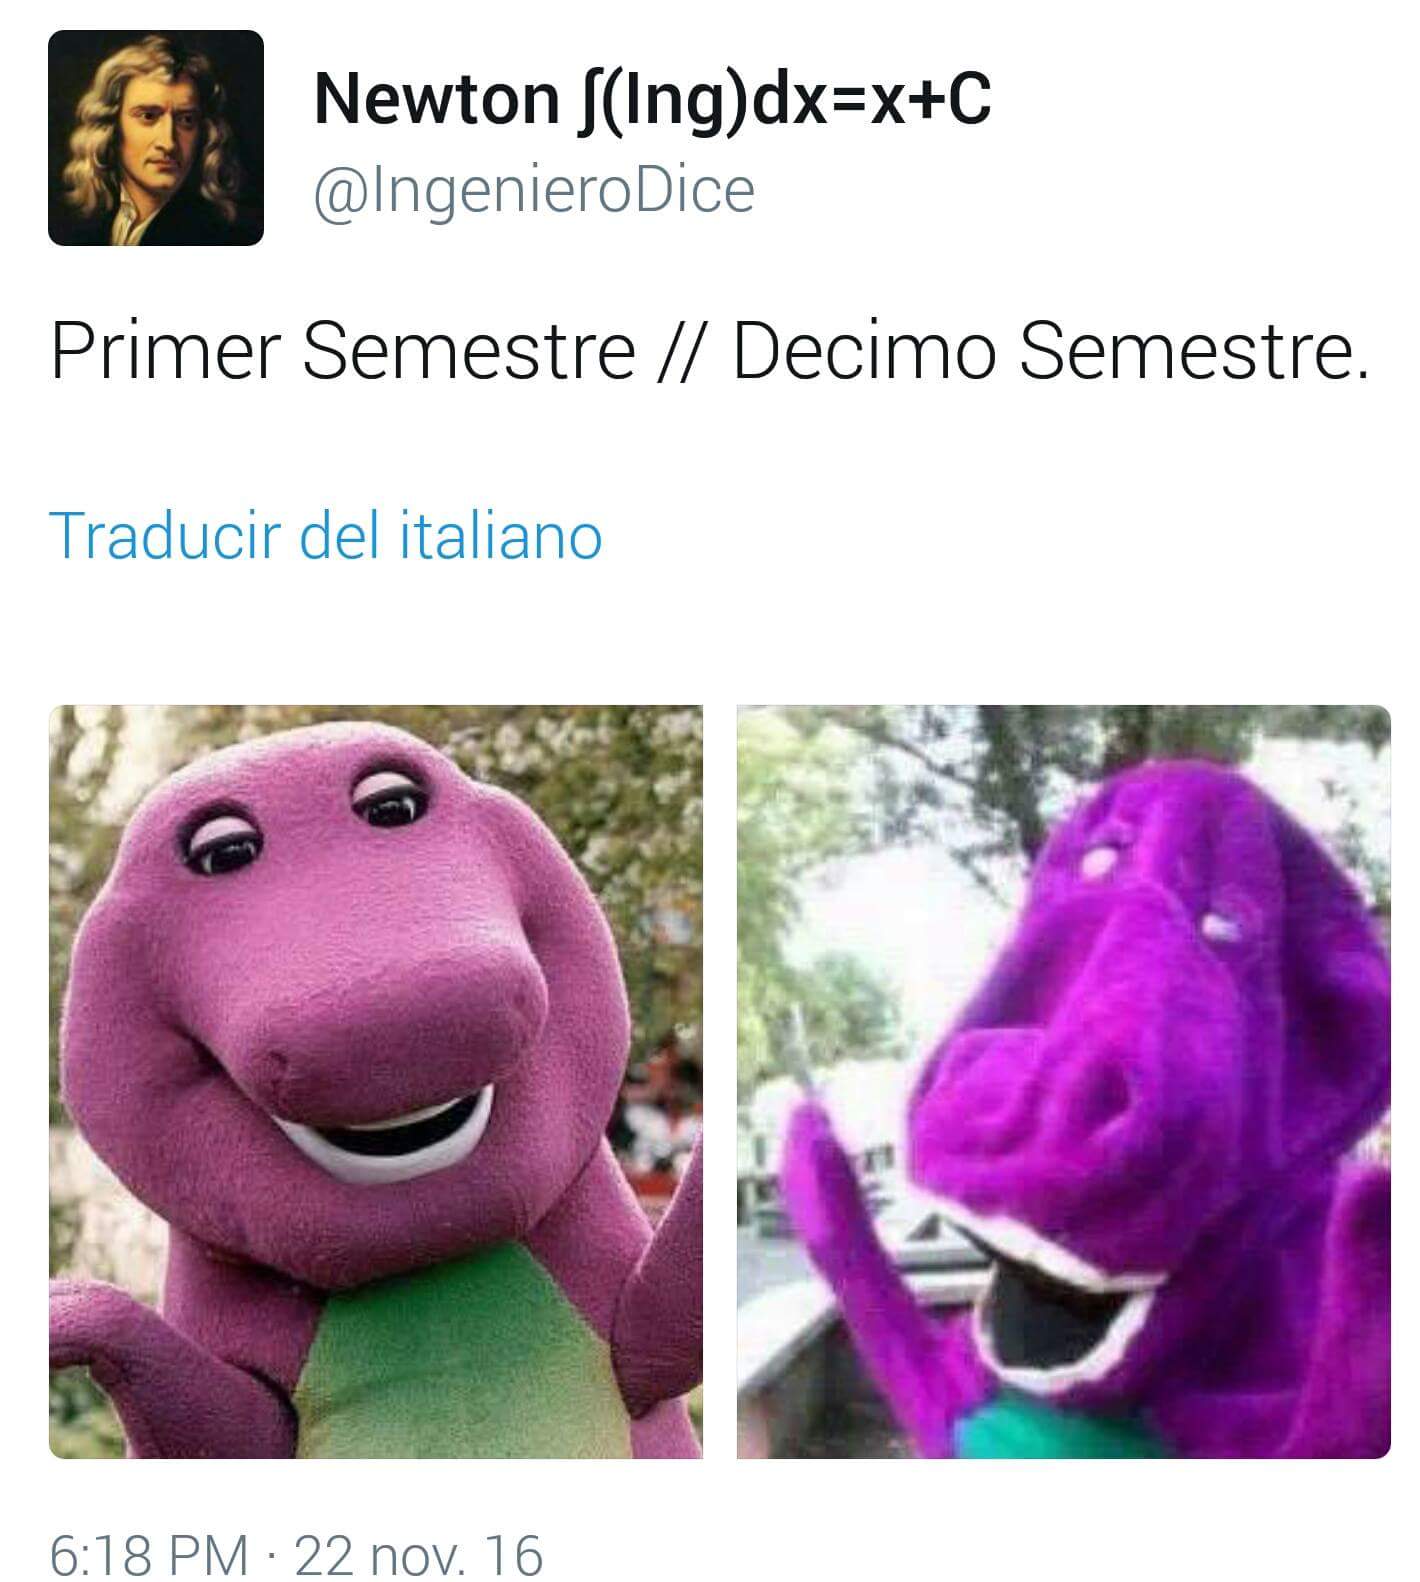 Newton ∫(Ing)dx=x+C
@IngenieroDice
Primer Semestre // Decimo Semestre.
Traducir del italiano
6:18 PM · 22 nov. 16